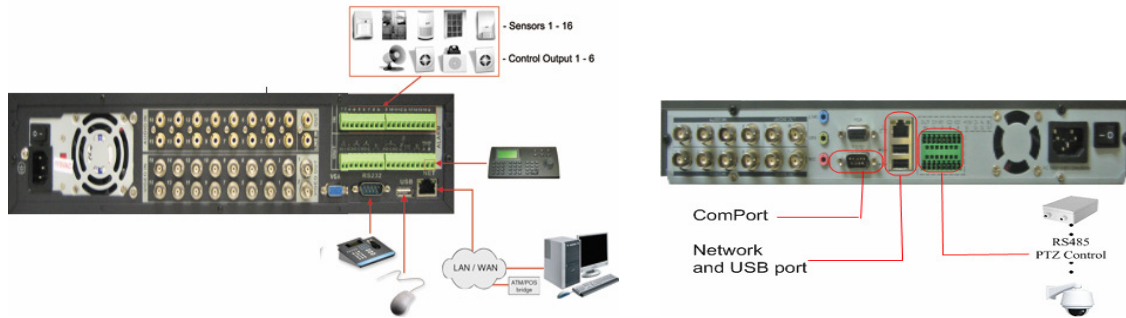 - Sensors 1 - 16
- Control Output 1 - 6
ALARM
RS232
VGA
USB
NET
LAN / WAN
ATM/POS
bridge
ComPort
Network
and USB port
RS485
PTZ Control